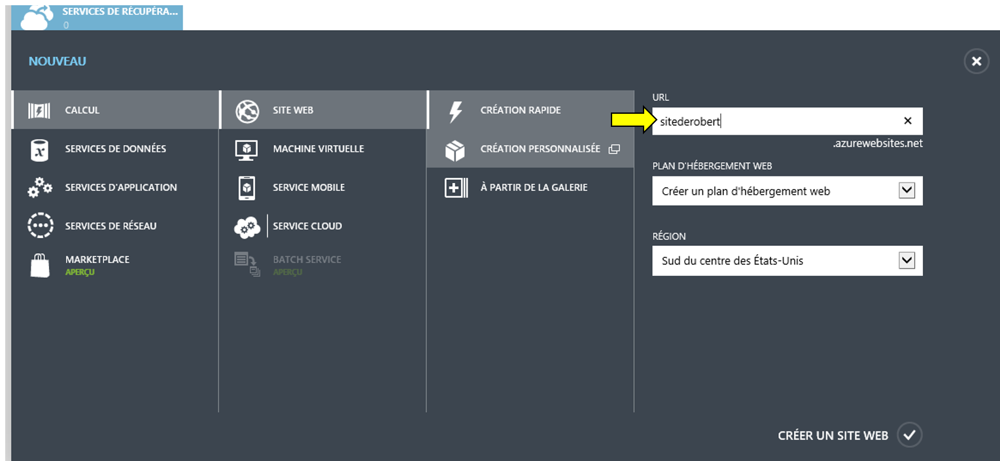 SERVICES DE RÉCUPÉRA...
0
NOUVEAU
CALCUL
SERVICES DE DONNÉES
SERVICES D'APPLICATION
SERVICES DE RÉSEAU
MARKETPLACE
APERÇU
SITE WEB
MACHINE VIRTUELLE
SERVICE MOBILE
SERVICE CLOUD
BATCH SERVICE
APERÇU
CRÉATION RAPIDE
CRÉATION PERSONNALISÉE
À PARTIR DE LA GALERIE
URL
sitederobert
.azurewebsites.net
PLAN D'HÉBERGEMENT WEB
Créer un plan d'hébergement web
RÉGION
Sud du centre des États-Unis
CRÉER UN SITE WEB